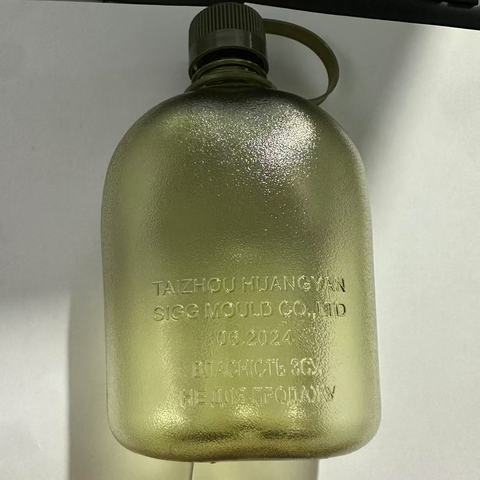 TAIZHOU HUANGYAN
SIGG MOULD CO.,LTD
06.2024
ВЛАСНІСТЬ ЗСУ
НЕ ДЛЯ ПРОДАЖУ